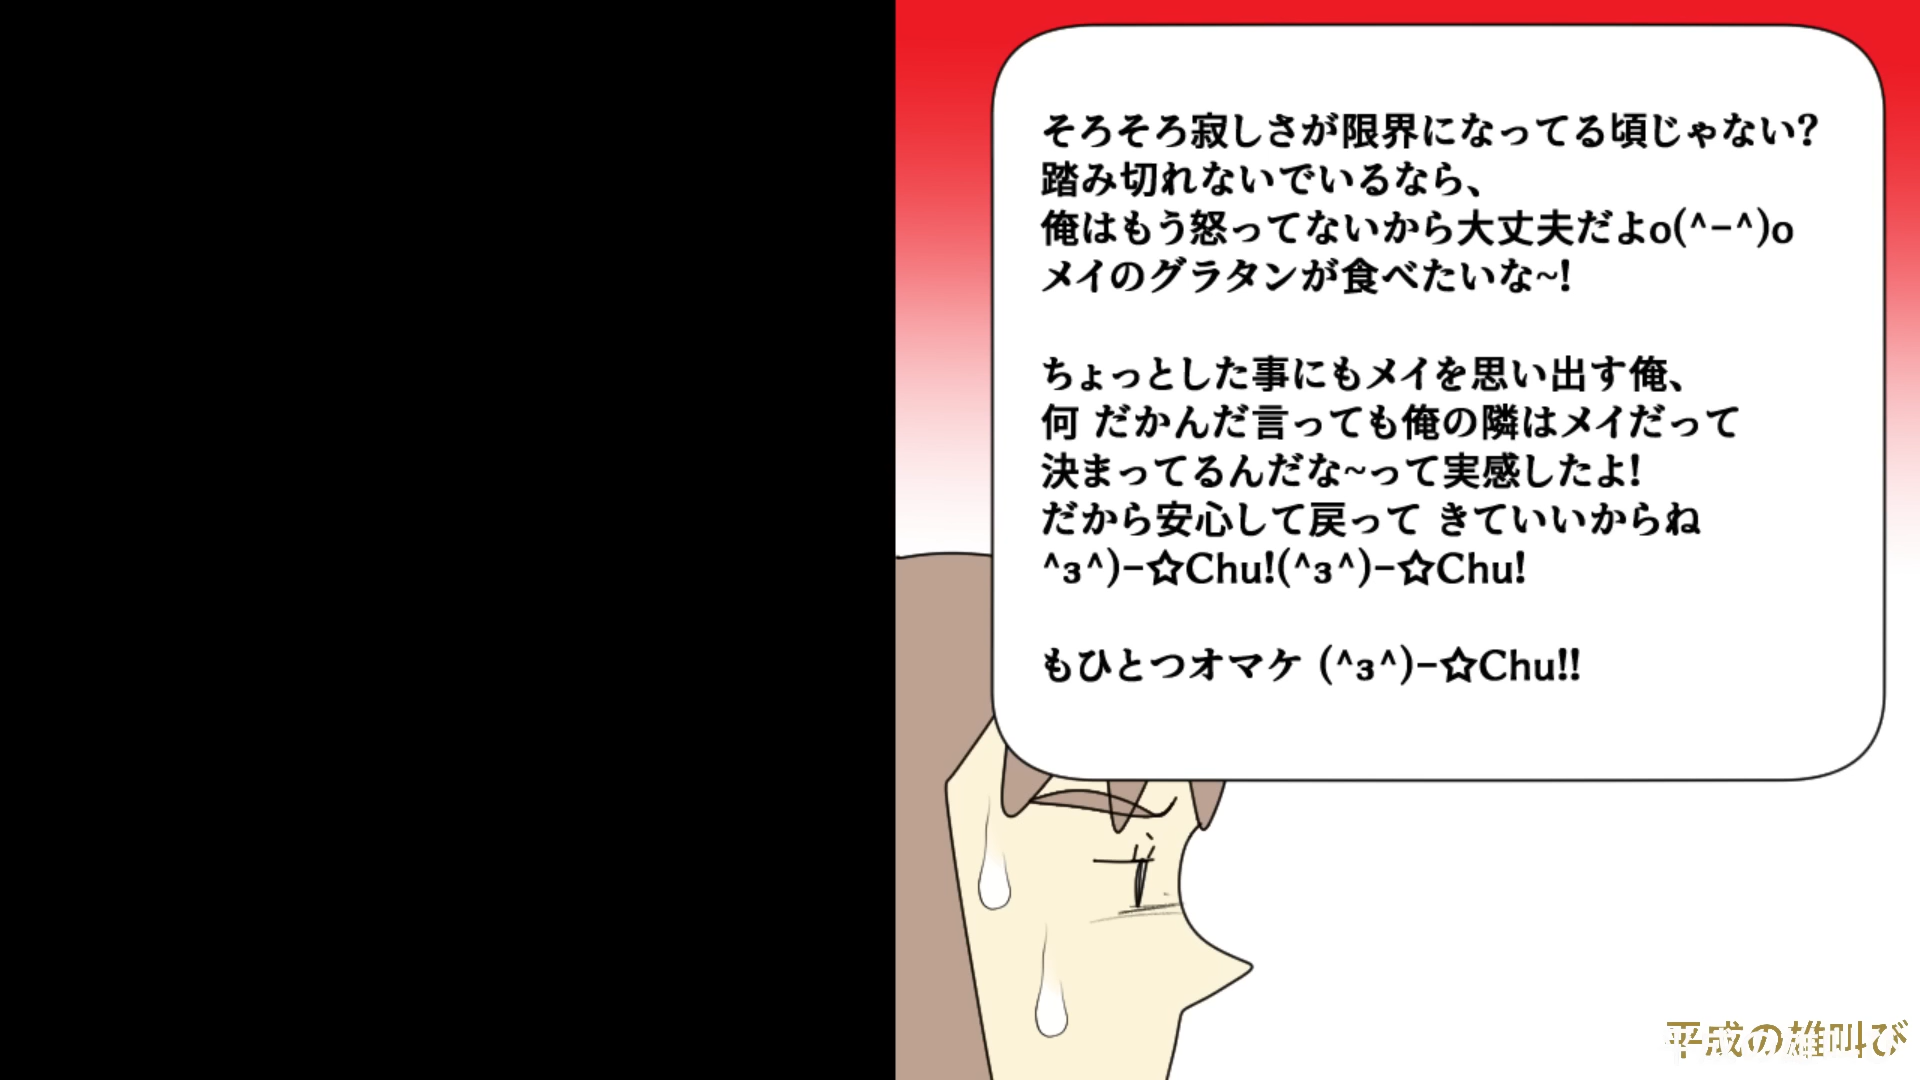 そろそろ寂しさが限界になってる頃じゃない?
踏み切れないでいるなら、
俺はもう怒ってないから大丈夫だよo(^-^)o
メイのグラタンが食べたいな~!
ちょっとした事にもメイを思い出す俺、
何 だかんだ言っても俺の隣はメイだって
決まってるんだな~って実感したよ!
だから安心して戻って きていいからね
^з^)-☆Chu!(^з^)-☆Chu!
もひとつオマケ (^з^)-☆Chu!!
平成の雄叫び